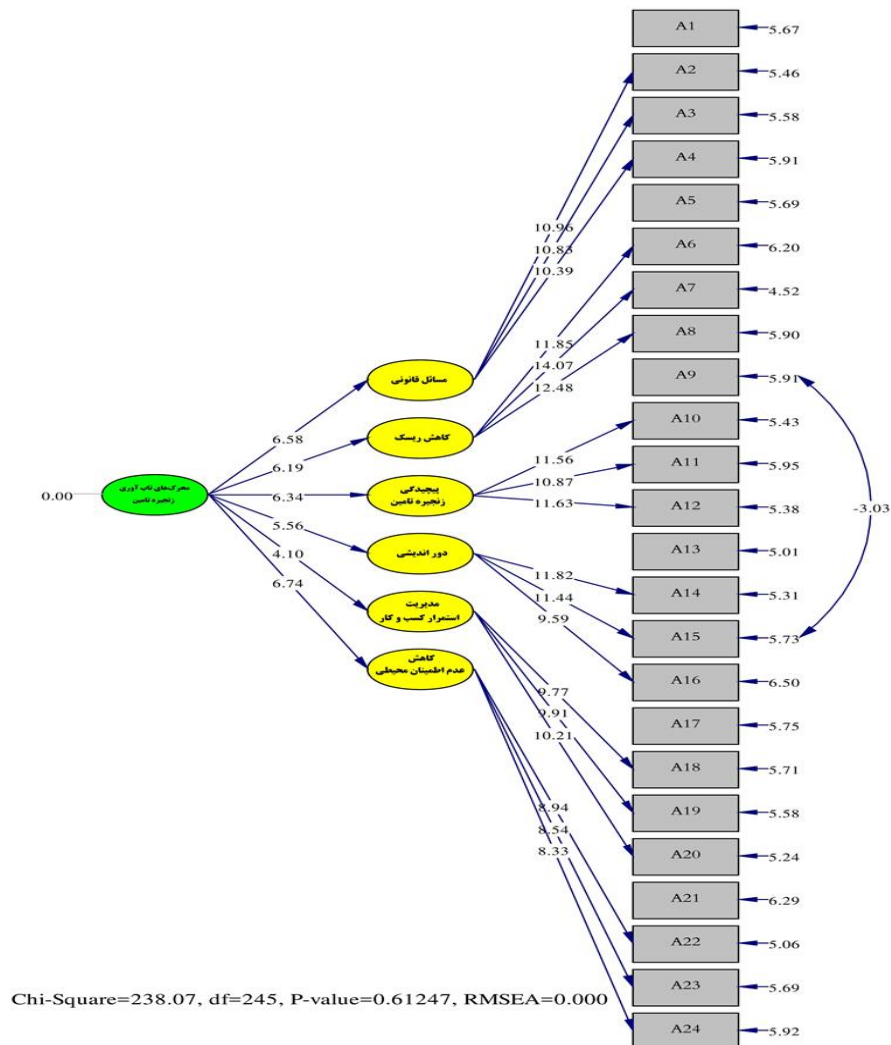 A1
5.67
A2
5.46
A3
5.58
A4
5.91
A5
5.69
10.96
10.83
10.39
A6
6.20
A7
4.52
A8
5.90
11.85
14.07
12.48
A9
5.91
مسائل قانونی
A10
5.43
6.58
کاهش ریسک
A11
5.95
6.19
11.56
10.87
11.63
0.00
محرک‌های تاب آوری
زنجیره تامین
6.34
پیچیدگی
زنجیره تامین
A12
5.38
-3.03
5.56
دور اندیشی
A13
5.01
4.10
11.82
11.44
9.59
A14
5.31
6.74
مدیریت
استمرار کسب و کار
A15
5.73
کاهش
عدم اطمینان محیطی
A16
6.50
9.77
9.91
10.21
A17
5.75
A18
5.71
8.94
8.54
8.33
A19
5.58
A20
5.24
A21
6.29
A22
5.06
A23
5.69
Chi-Square=238.07, df=245, P-value=0.61247, RMSEA=0.000
A24
5.92